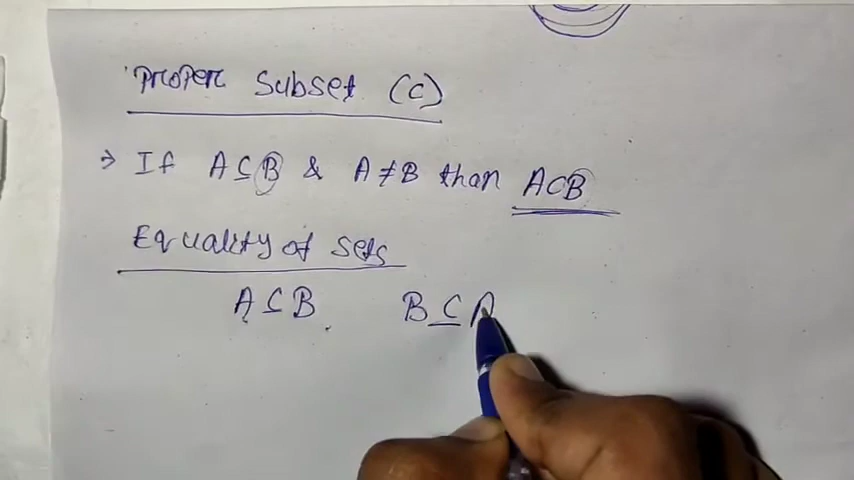 Proper Subset (⊂)
→ If A⊆B & A≠B than A⊂B
Equality of Sets
A⊆B B⊆A